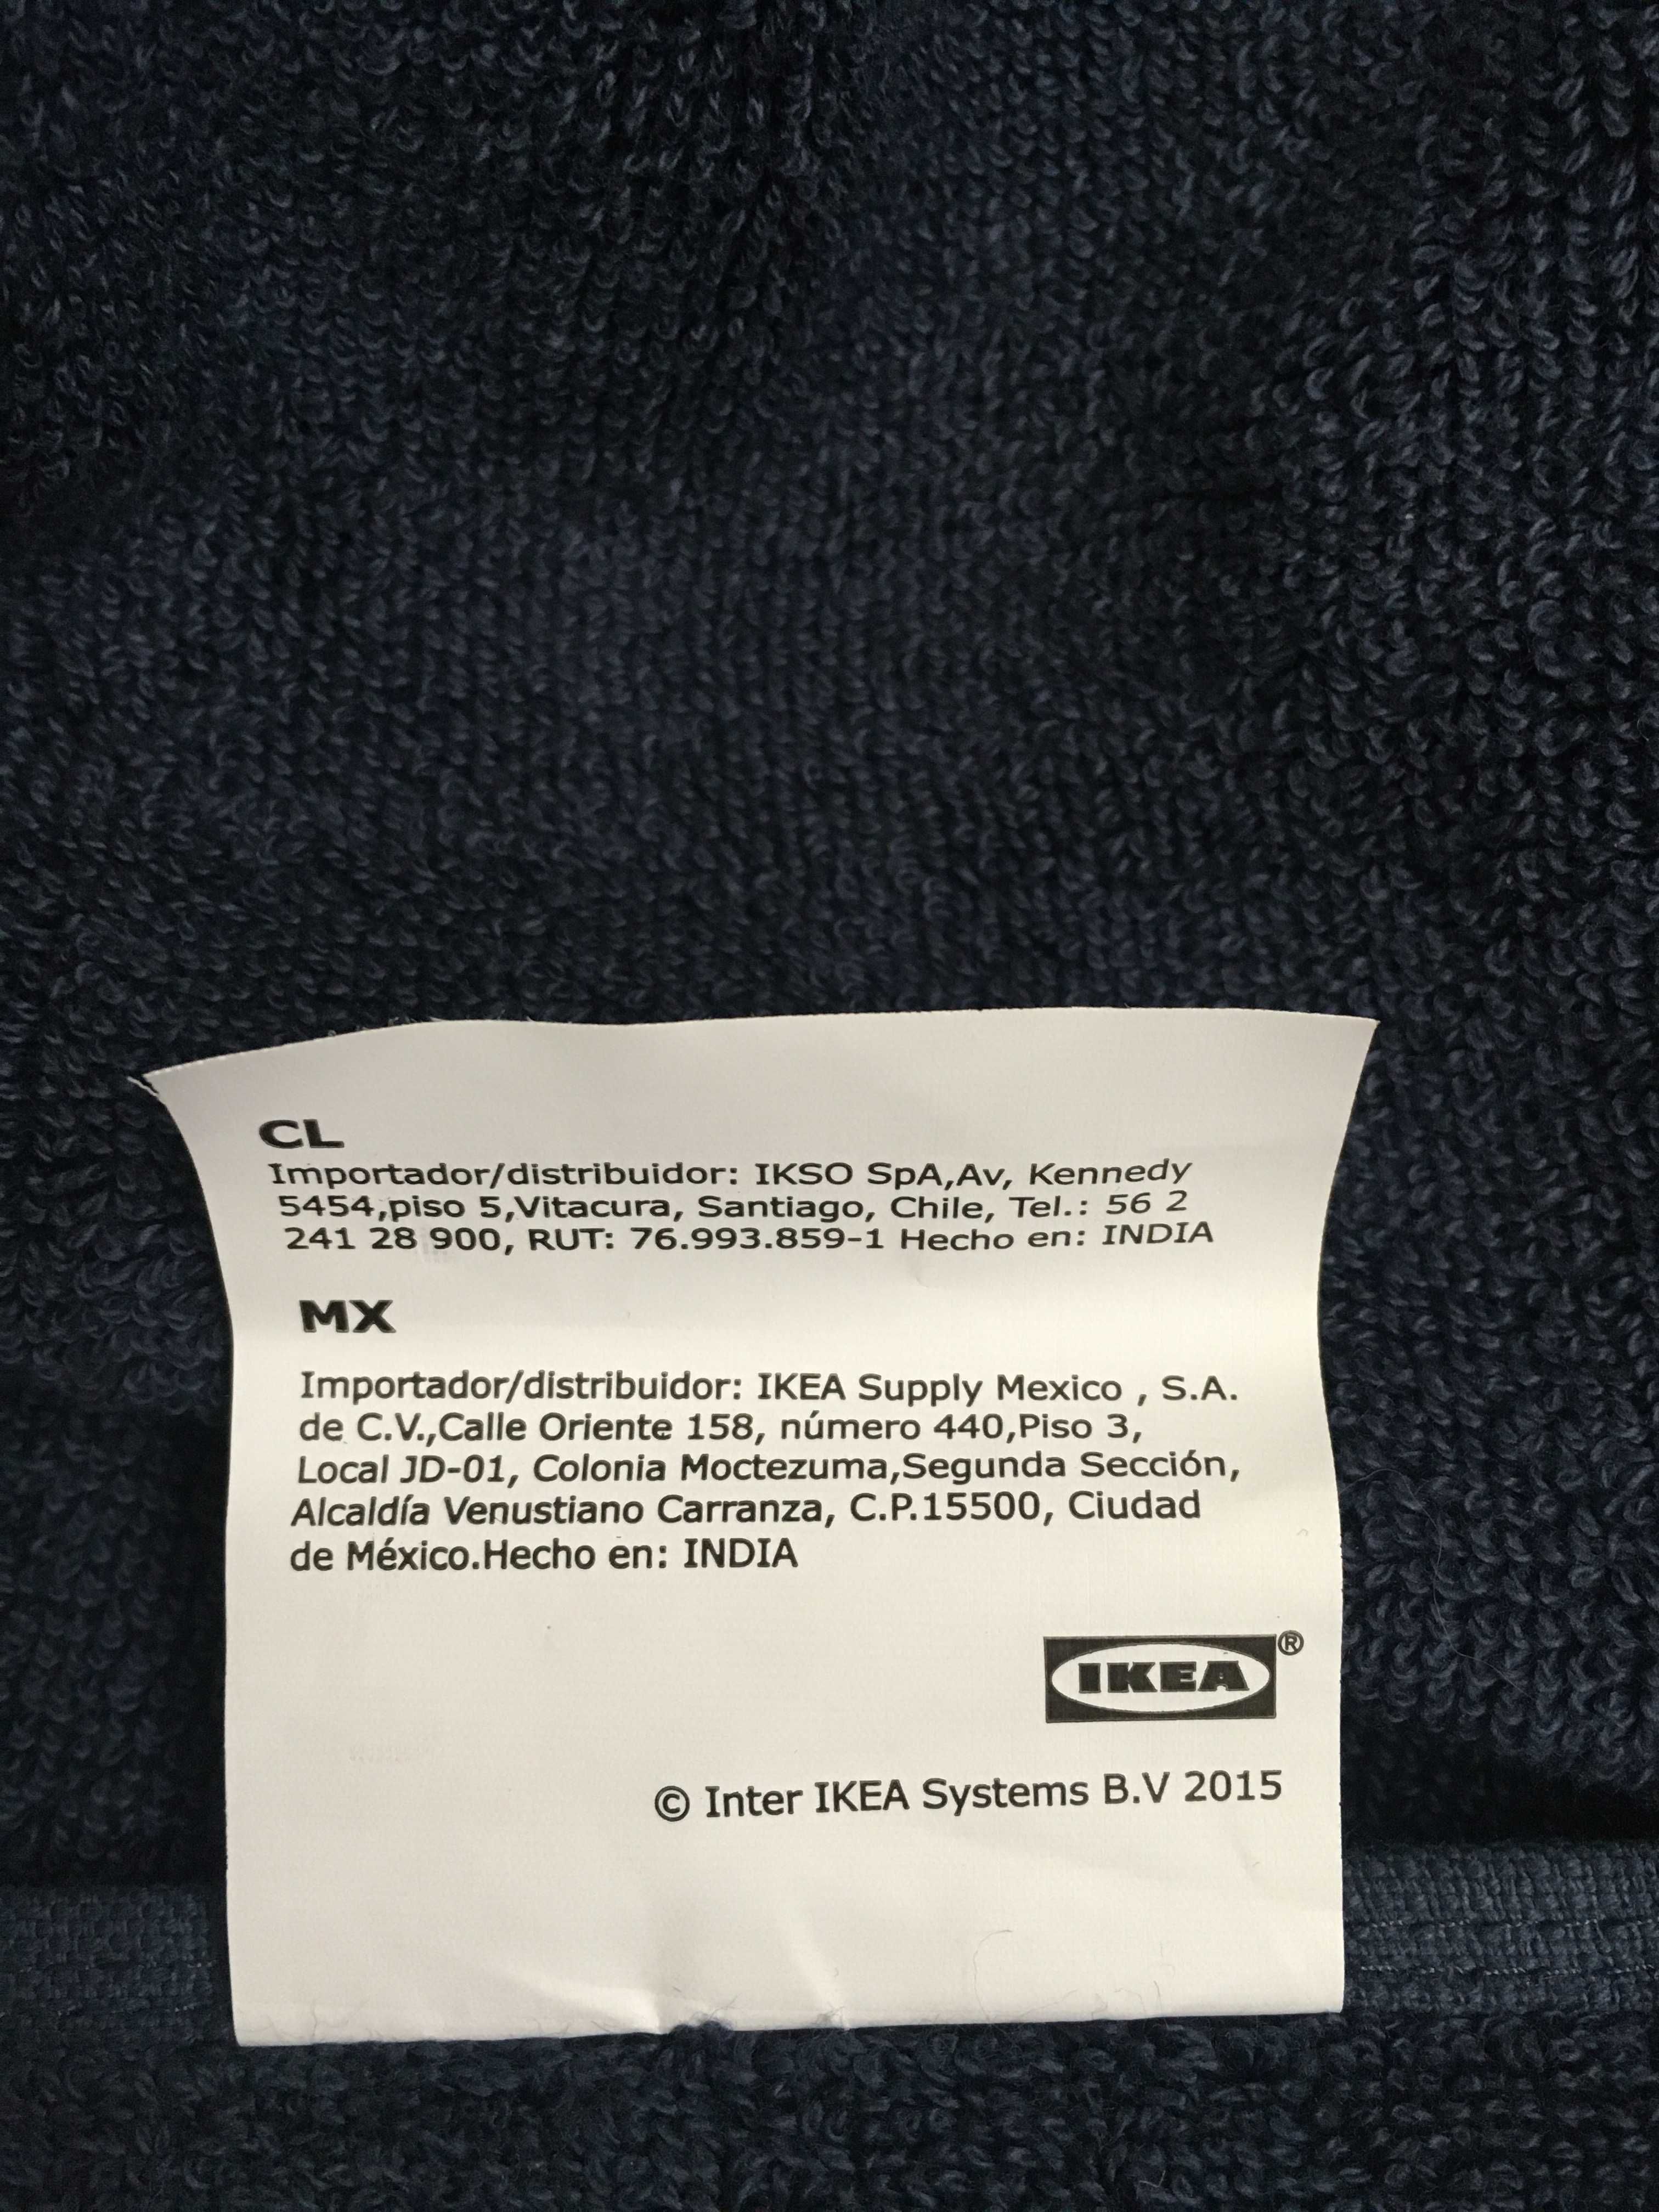 CL
Importador/distribuidor: IKSO SpA,Av, Kennedy
5454,piso 5,Vitacura, Santiago, Chile, Tel.: 56 2
241 28 900, RUT: 76.993.859-1 Hecho en: INDIA
MX
Importador/distribuidor: IKEA Supply Mexico , S.A.
de C.V.,Calle Oriente 158, número 440,Piso 3,
Local JD-01, Colonia Moctezuma,Segunda Sección,
Alcaldía Venustiano Carranza, C.P.15500, Ciudad
de México.Hecho en: INDIA
IKEA®
© Inter IKEA Systems B.V 2015